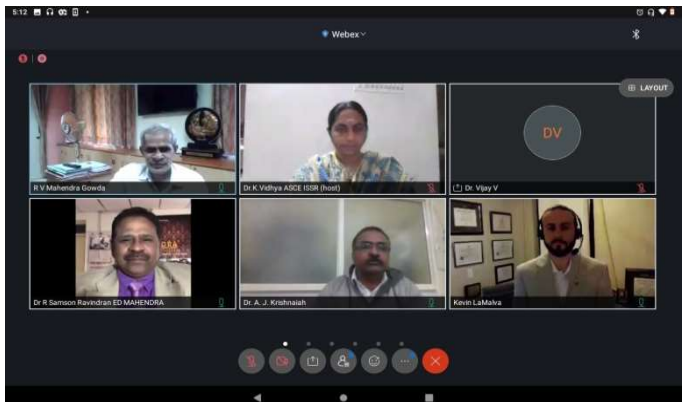 5:12
Webex
LAYOUT
R V Mahendra Gowda
Dr.K.Vidhya ASCE ISSR (host)
DV
Dr. Vijay V
Dr R Samson Ravindran ED MAHENDRA
Dr. A. J. Krishnaiah
Kevin LaMalva